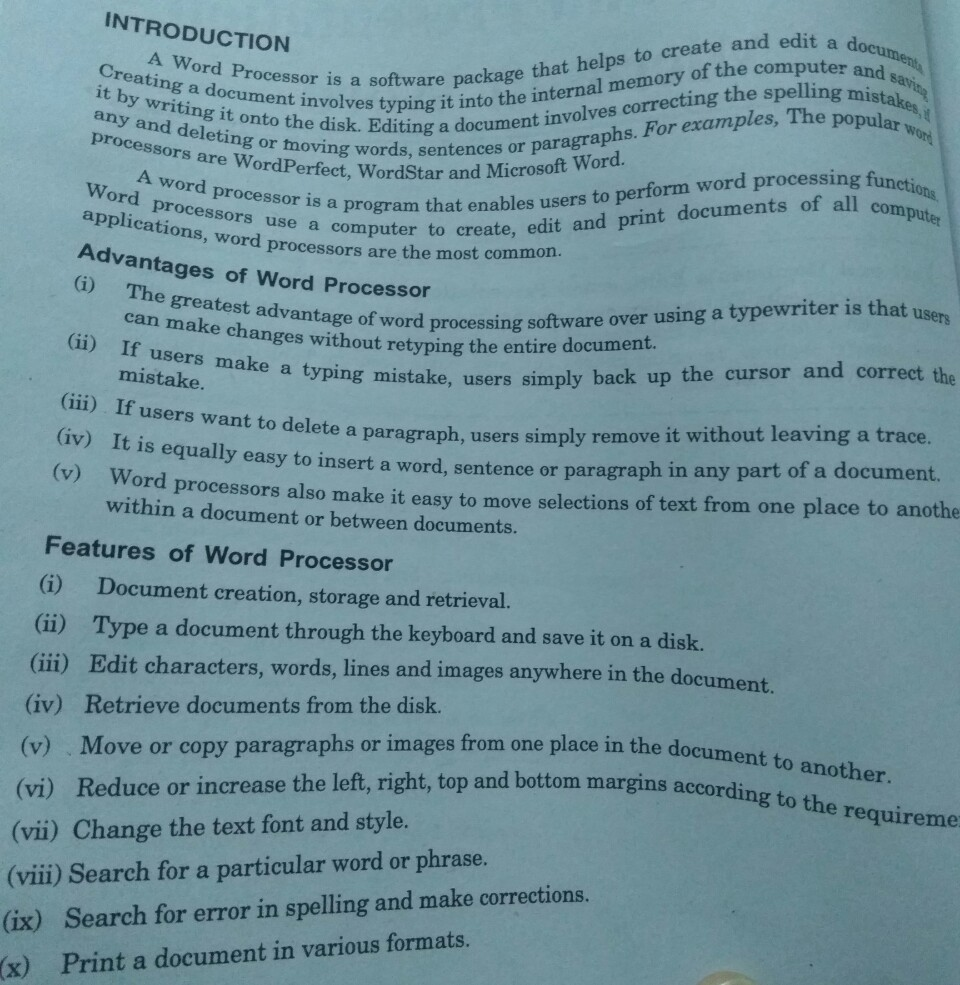 INTRODUCTION
A Word Processor is a software package that helps to create and edit a document.
Creating a document involves typing it into the internal memory of the computer and saving
it by writing it onto the disk. Editing a document involves correcting the spelling mistakes, if
any and deleting or moving words, sentences or paragraphs. For examples, The popular word
processors are WordPerfect, WordStar and Microsoft Word.
A word processor is a program that enables users to perform word processing functions.
Word processors use a computer to create, edit and print documents of all computer
applications, word processors are the most common.
Advantages of Word Processor
(i) The greatest advantage of word processing software over using a typewriter is that users
can make changes without retyping the entire document.
(ii) If users make a typing mistake, users simply back up the cursor and correct the
mistake.
(iii) If users want to delete a paragraph, users simply remove it without leaving a trace.
(iv) It is equally easy to insert a word, sentence or paragraph in any part of a document.
(v) Word processors also make it easy to move selections of text from one place to anothe
within a document or between documents.
Features of Word Processor
(i) Document creation, storage and retrieval.
(ii) Type a document through the keyboard and save it on a disk.
(iii) Edit characters, words, lines and images anywhere in the document.
(iv) Retrieve documents from the disk.
(v) Move or copy paragraphs or images from one place in the document to another.
(vi) Reduce or increase the left, right, top and bottom margins according to the requireme
(vii) Change the text font and style.
(viii) Search for a particular word or phrase.
(ix) Search for error in spelling and make corrections.
(x) Print a document in various formats.